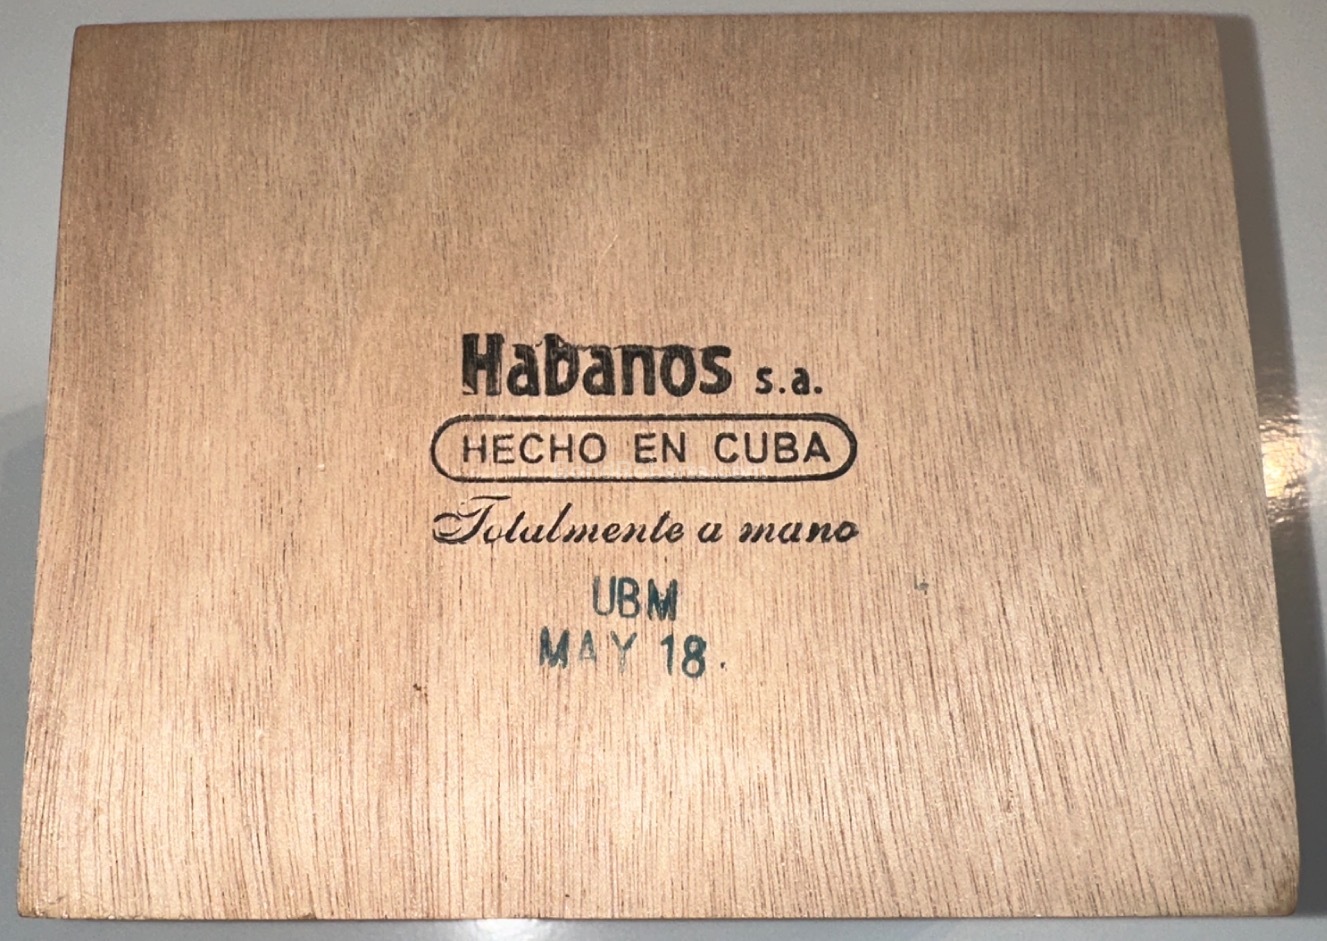 Habanos s.a.
HECHO EN CUBA
Totalmente a mano
UBM
MAY 18.